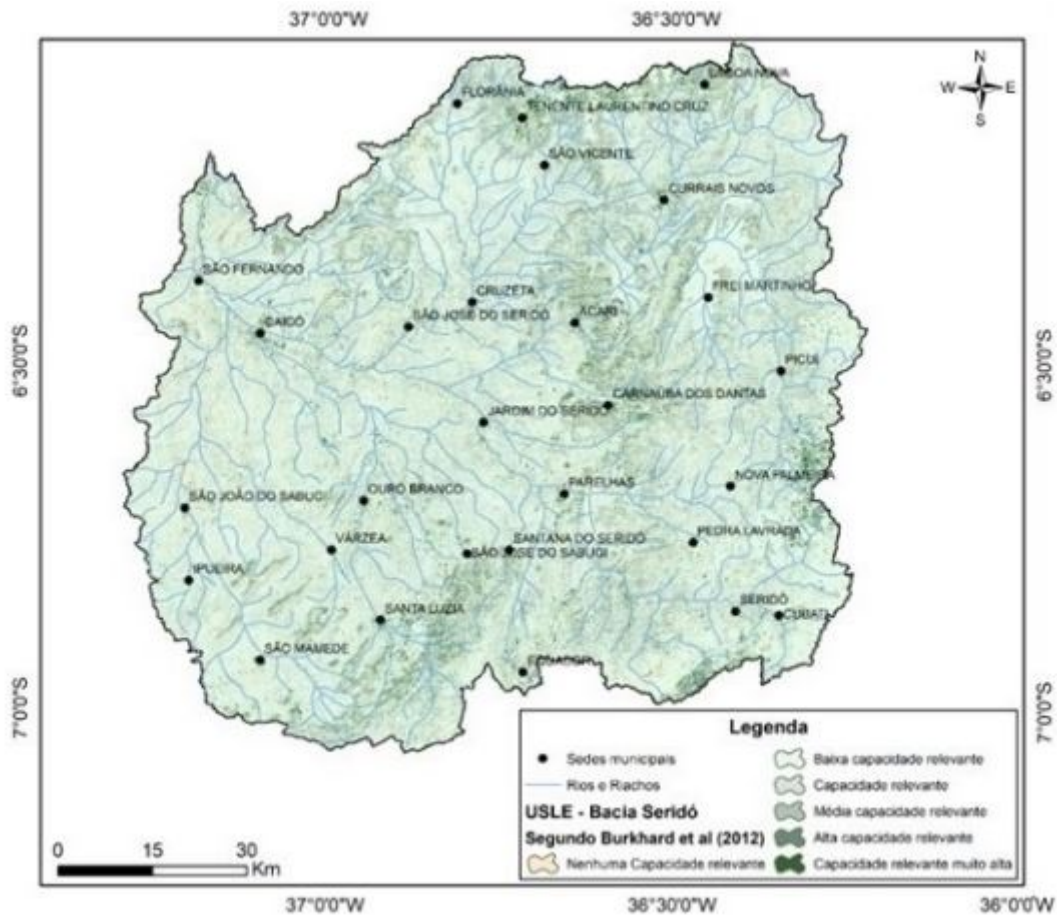 37°0'0"W 36°30'0"W
N
W E
S
LAGOA NOVA
FLORÂNIA
TENENTE LAURENTINO CRUZ
SÃO VICENTE
CURRAIS NOVOS
SÃO FERNANDO
FREI MARTINHO
CRUZETA
ACARI
SÃO JOSÉ DO SERIDÓ
CAICÓ
6°30'0"S 6°30'0"S
PICUÍ
CARNAÚBA DOS DANTAS
JARDIM DO SERIDÓ
NOVA PALMEIRA
PARELHAS
OURO BRANCO
SÃO JOÃO DO SABUGI
PEDRA LAVRADA
VÁRZEA
SANTANA DO SERIDÓ
SÃO JOSÉ DO SABUGI
IPUEIRA
SERIDÓ
CUBATI
SANTA LUZIA
SÃO MAMEDE
EQUADOR
7°0'0"S 7°0'0"S
Legenda
Sedes municipais
Rios e Riachos
USLE - Bacia Seridó
Segundo Burkhard et al (2012)
Nenhuma Capacidade relevante
Baixa capacidade relevante
Capacidade relevante
Média capacidade relevante
Alta capacidade relevante
Capacidade relevante muito alta
0 15 30
Km
37°0'0"W 36°30'0"W 36°0'0"W